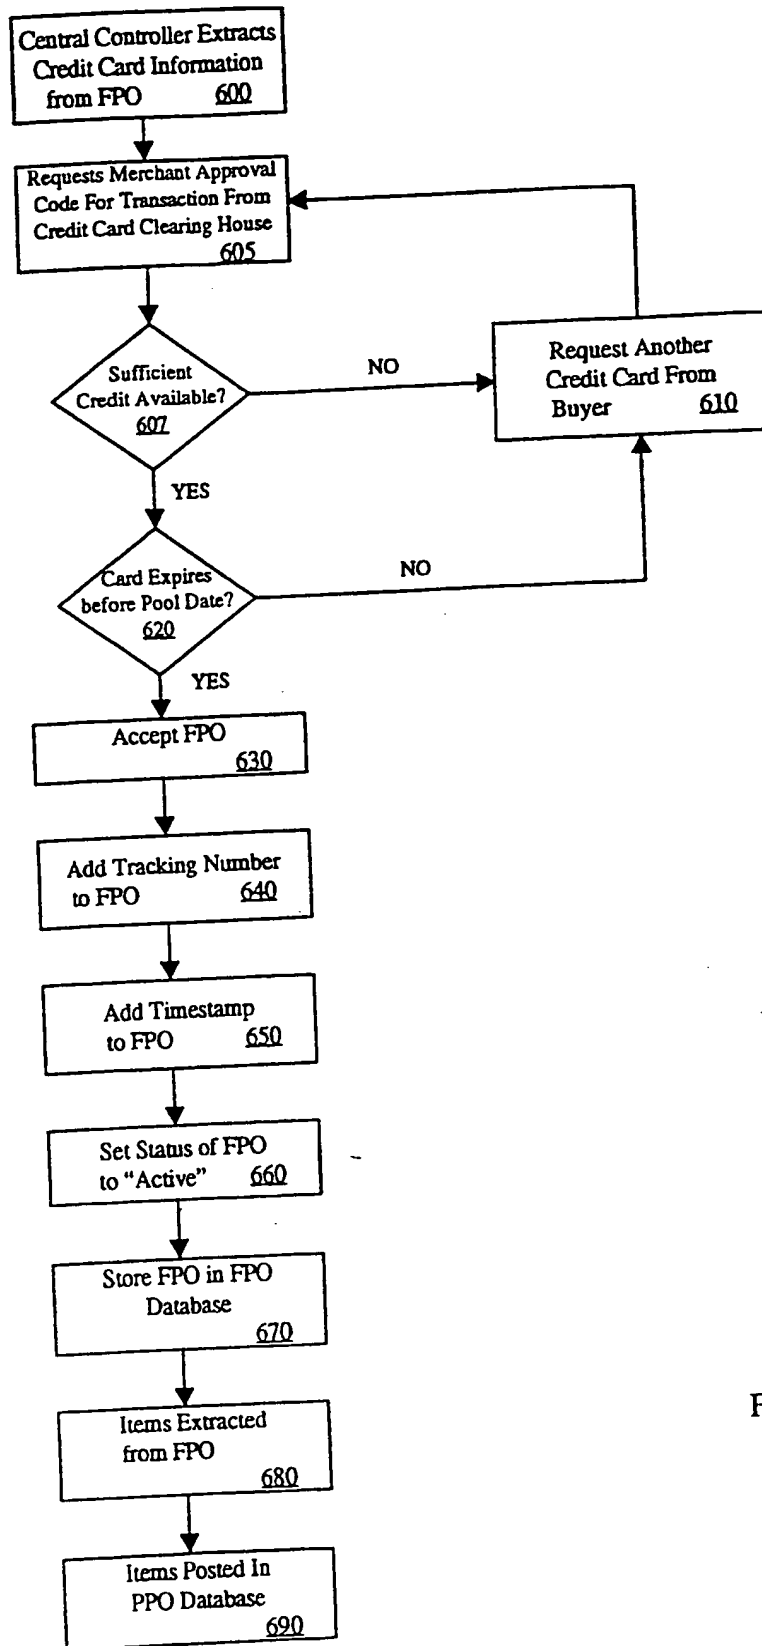 Central Controller Extracts
Credit Card Information
from FPO 600
Requests Merchant Approval
Code For Transaction From
Credit Card Clearing House
605
Sufficient
Credit Available?
607
NO
Request Another
Credit Card From
Buyer 610
YES
Card Expires
before Pool Date?
620
NO
YES
Accept FPO
630
Add Tracking Number
to FPO 640
Add Timestamp
to FPO 650
Set Status of FPO
to “Active” 660
Store FPO in FPO
Database
670
Items Extracted
from FPO
680
Items Posted In
PPO Database
690